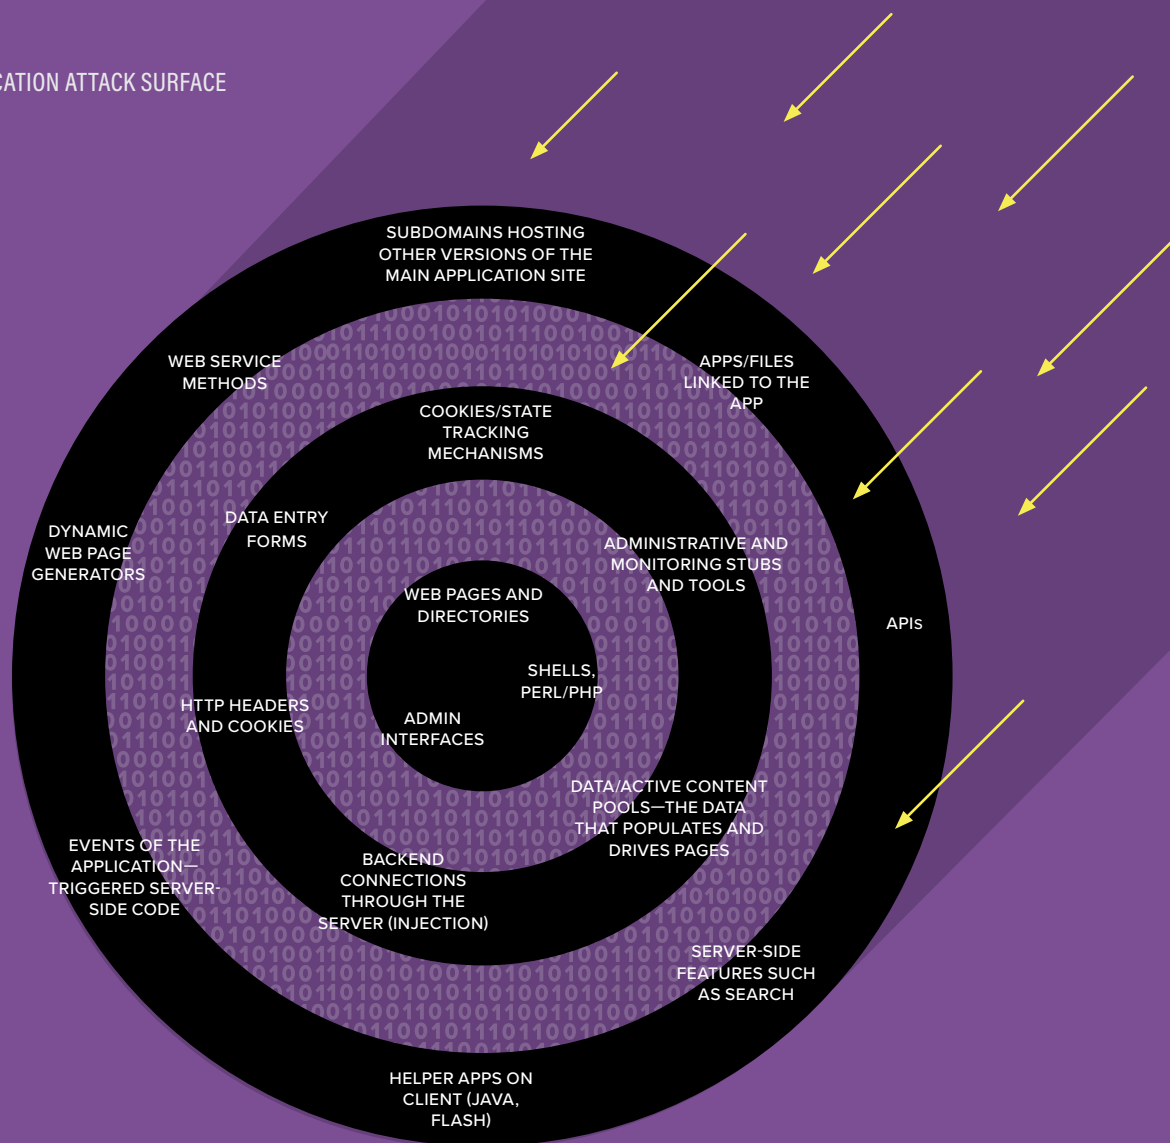 CATION ATTACK SURFACE
SUBDOMAINS HOSTING
OTHER VERSIONS OF THE
MAIN APPLICATION SITE
WEB SERVICE
METHODS
APPS/FILES
LINKED TO THE
APP
COOKIES/STATE
TRACKING
MECHANISMS
DATA ENTRY
FORMS
DYNAMIC
WEB PAGE
GENERATORS
ADMINISTRATIVE AND
MONITORING STUBS
AND TOOLS
WEB PAGES AND
DIRECTORIES
APIs
SHELLS,
PERL/PHP
HTTP HEADERS
AND COOKIES
ADMIN
INTERFACES
DATA/ACTIVE CONTENT
POOLS—THE DATA
THAT POPULATES AND
DRIVES PAGES
EVENTS OF THE
APPLICATION—
TRIGGERED SERVER-
SIDE CODE
BACKEND
CONNECTIONS
THROUGH THE
SERVER (INJECTION)
SERVER-SIDE
FEATURES SUCH
AS SEARCH
HELPER APPS ON
CLIENT (JAVA,
FLASH)